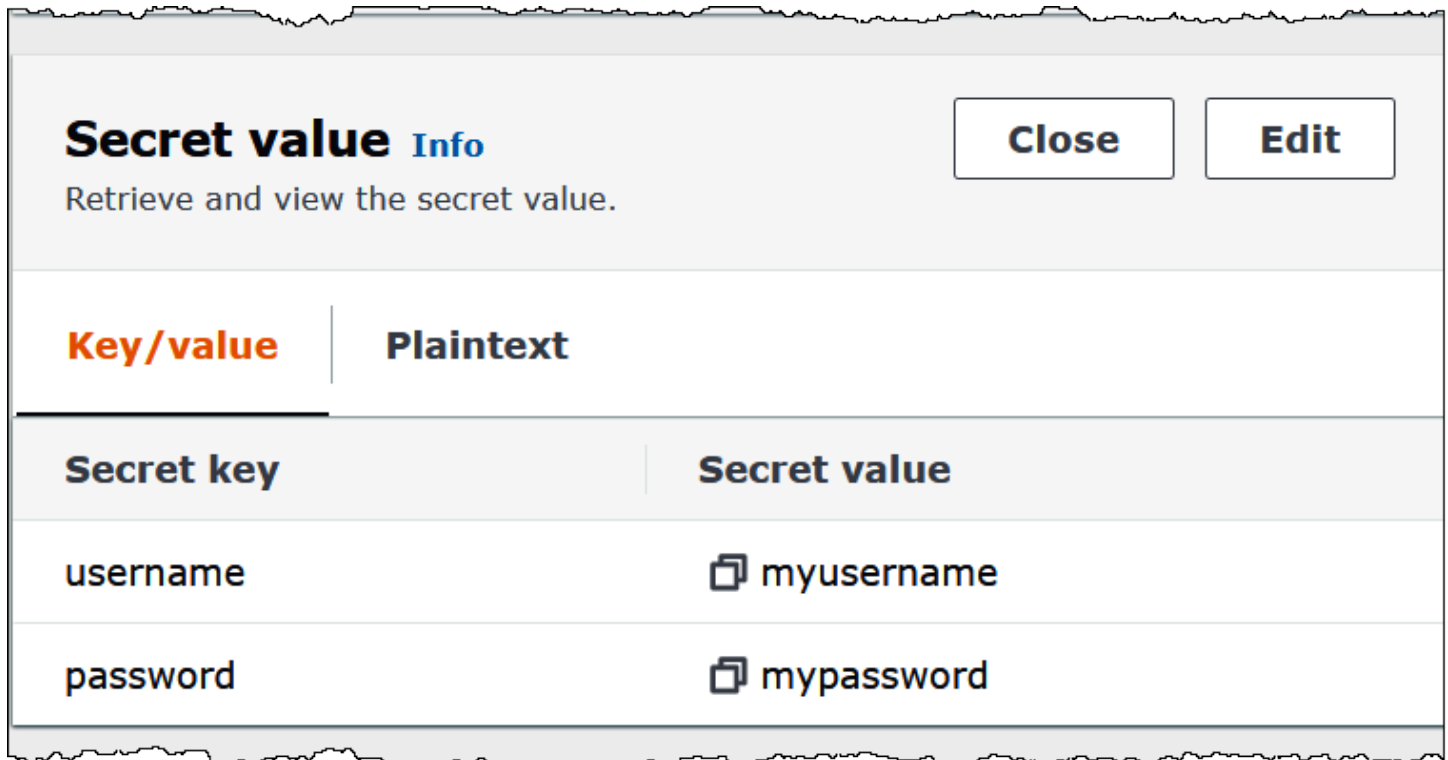 Secret value Info
Close
Edit
Retrieve and view the secret value.
Key/value
Plaintext
Secret key
Secret value
username
myusername
password
mypassword